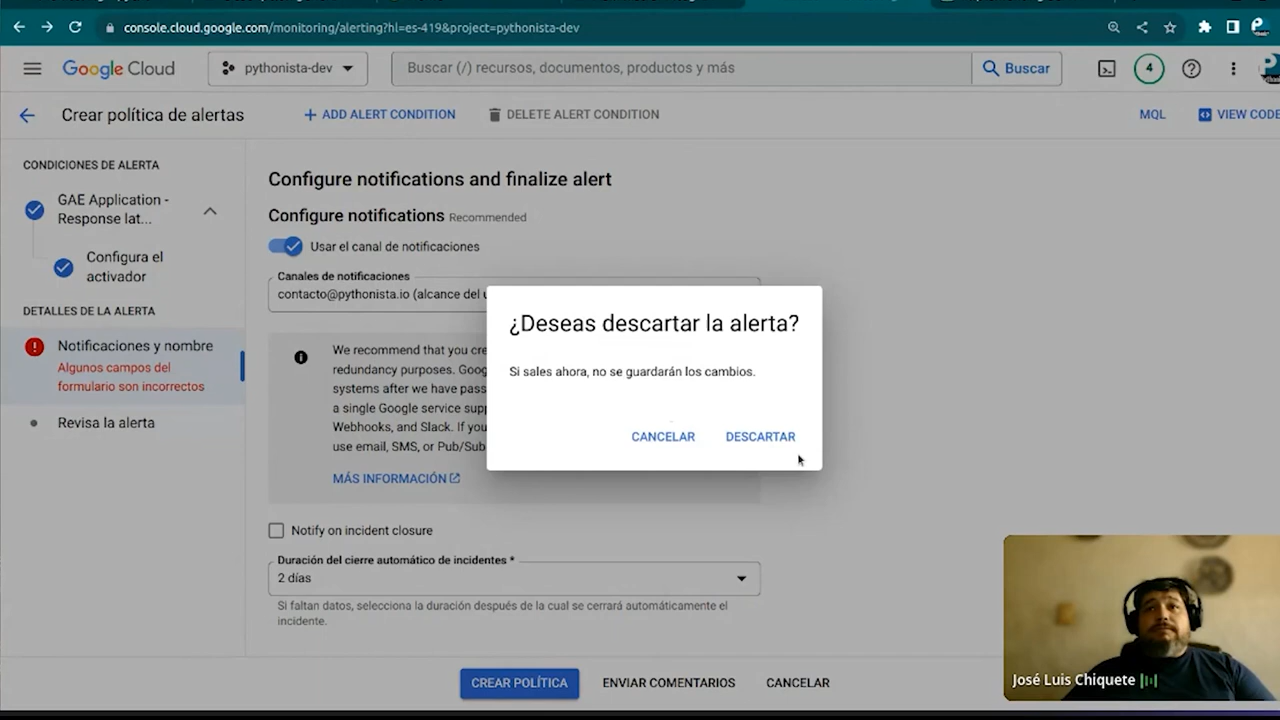 console.cloud.google.com/monitoring/alerting?hl=es-419&project=pythonista-dev
Google Cloud
pythonista-dev
Buscar (/) recursos, documentos, productos y más
Buscar
4
Crear política de alertas
ADD ALERT CONDITION
DELETE ALERT CONDITION
MQL
VIEW CODE
CONDICIONES DE ALERTA
GAE Application -
Response lat...
Configura el
activador
DETALLES DE LA ALERTA
Notificaciones y nombre
Algunos campos del
formulario son incorrectos
Revisa la alerta
Configure notifications and finalize alert
Configure notifications Recommended
Usar el canal de notificaciones
Canales de notificaciones
contacto@pythonista.io (alcance del u
We recommend that you cre
redundancy purposes. Goog
systems after we have pass
a single Google service supp
Webhooks, and Slack. If you
use email, SMS, or Pub/Sub
MÁS INFORMACIÓN
¿Deseas descartar la alerta?
Si sales ahora, no se guardarán los cambios.
CANCELAR
DESCARTAR
Notify on incident closure
Duración del cierre automático de incidentes *
2 días
Si faltan datos, selecciona la duración después de la cual se cerrará automáticamente el
incidente.
CREAR POLÍTICA
ENVIAR COMENTARIOS
CANCELAR
José Luis Chiquete